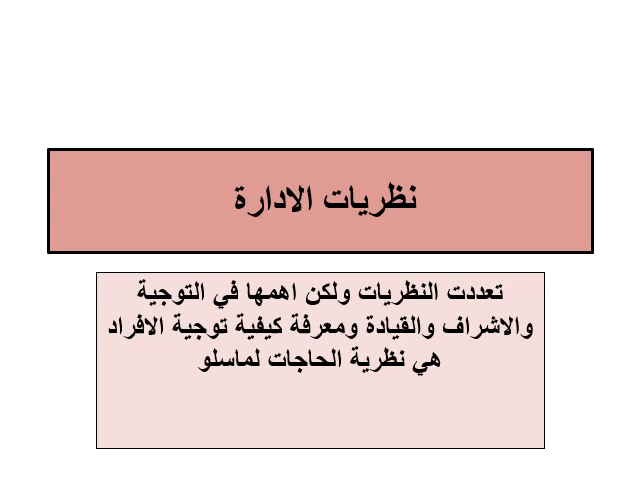 نظريات الادارة
تعددت النظريات ولكن اهمها في التوجية
والاشراف والقيادة ومعرفة كيفية توجية الافراد
هي نظرية الحاجات لماسلو